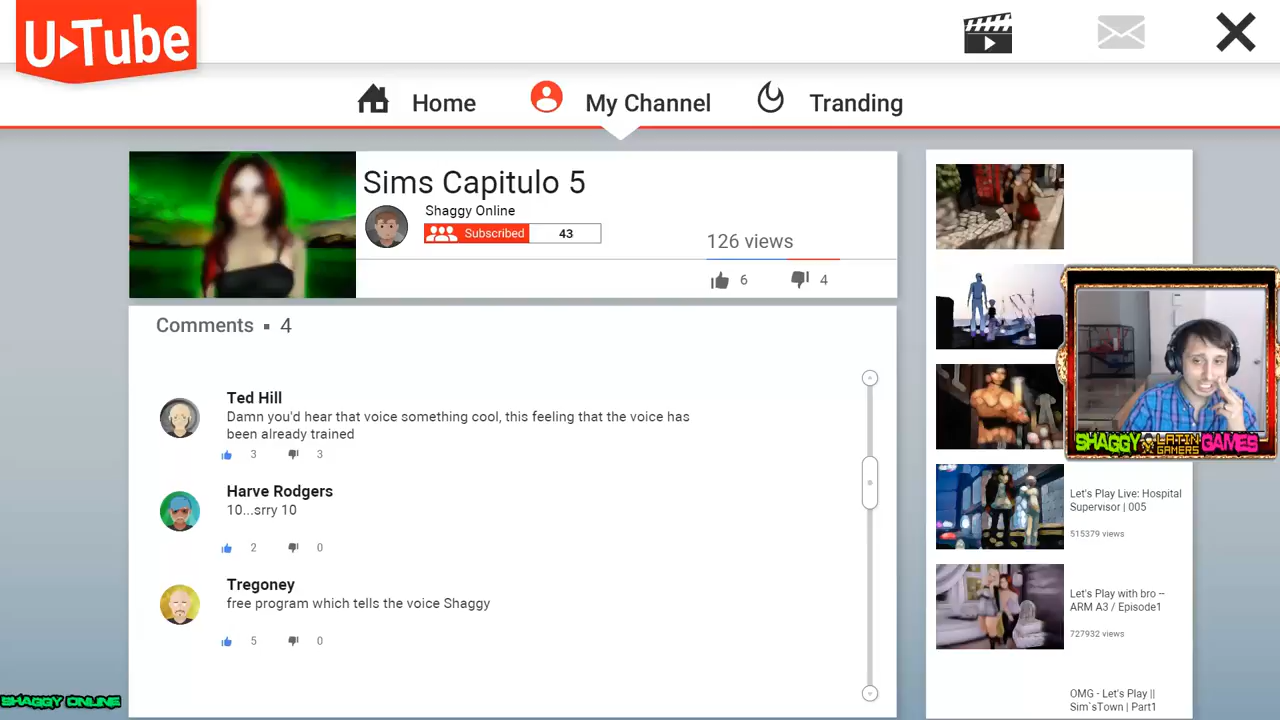 U Tube
Home
My Channel
Tranding
Sims Capitulo 5
Shaggy Online
Subscribed
43
126 views
6
4
Comments ▪ 4
Ted Hill
Damn you'd hear that voice something cool, this feeling that the voice has
been already trained
3
3
Harve Rodgers
10...srry 10
2
0
Tregoney
free program which tells the voice Shaggy
5
0
SHAGGY LATIN GAMERS GAMES
Let's Play Live: Hospital
Supervisor | 005
515379 views
Let's Play with bro –
ARM A3 / Episode1
727932 views
OMG - Let's Play ||
Sim`sTown | Part1
SHAGGY ONLINE